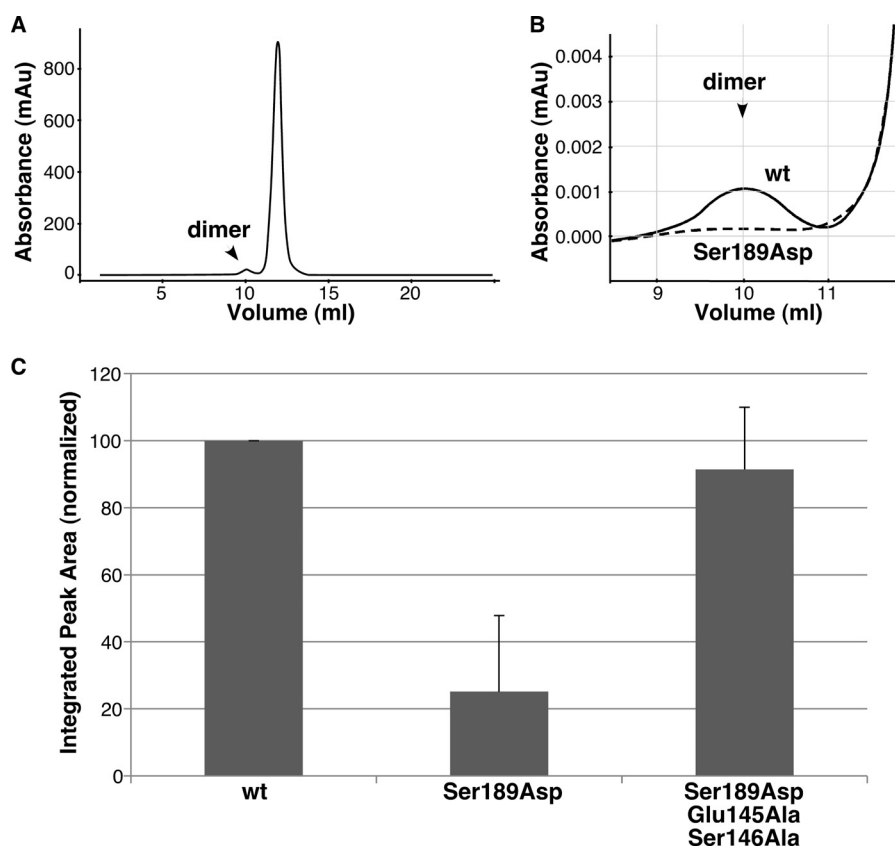 A
Absorbance (mAu)
800
600
400
200
0
dimer
5
10
15
20
Volume (ml)
B
Absorbance (mAu)
0.004
0.003
0.002
0.001
0.000
dimer
wt
Ser189Asp
9
10
11
Volume (ml)
C
Integrated Peak Area (normalized)
120
100
80
60
40
20
0
wt
Ser189Asp
Ser189Asp
Glu145Ala
Ser146Ala